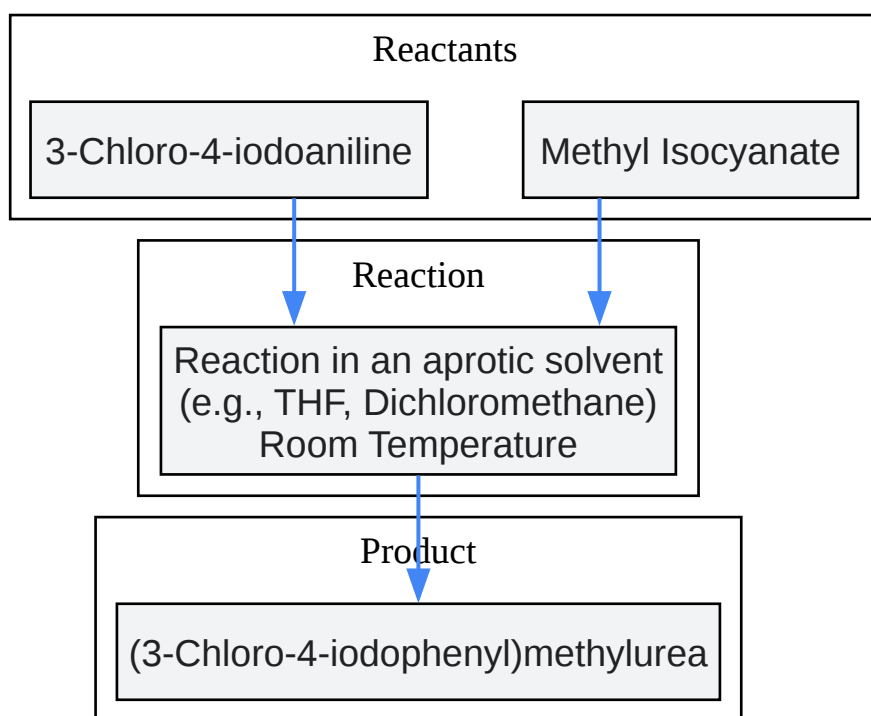 Reactants
3-Chloro-4-iodoaniline
Methyl Isocyanate
Reaction
Reaction in an aprotic solvent
(e.g., THF, Dichloromethane)
Room Temperature
Product
(3-Chloro-4-iodophenyl)methylurea